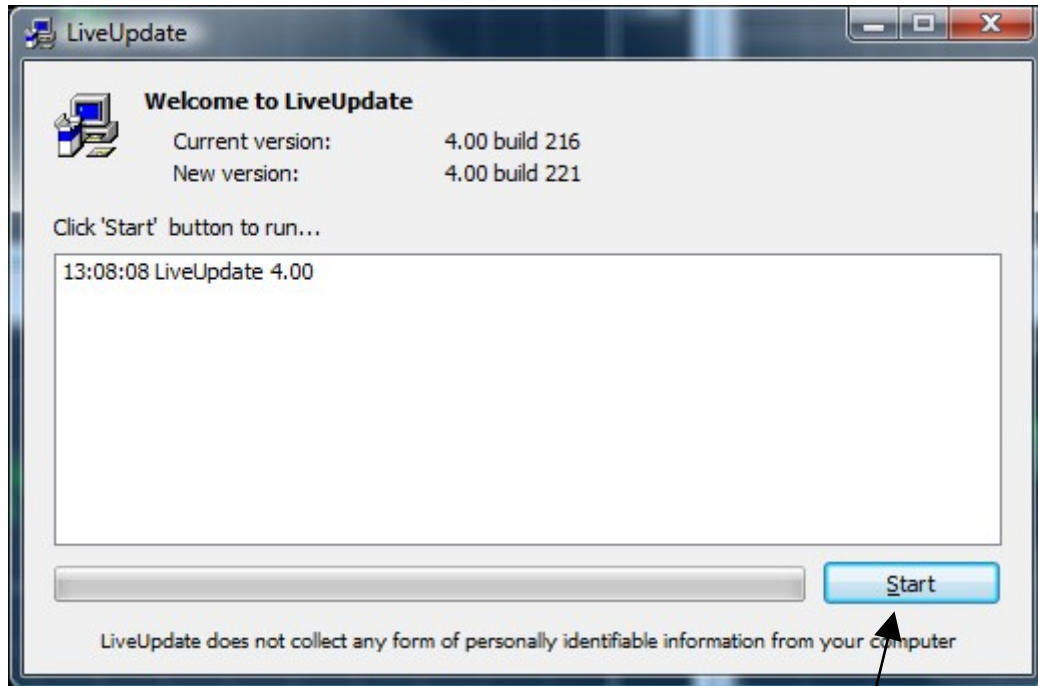 LiveUpdate
Welcome to LiveUpdate
Current version: 4.00 build 216
New version: 4.00 build 221
Click 'Start' button to run...
13:08:08 LiveUpdate 4.00
Start
LiveUpdate does not collect any form of personally identifiable information from your computer